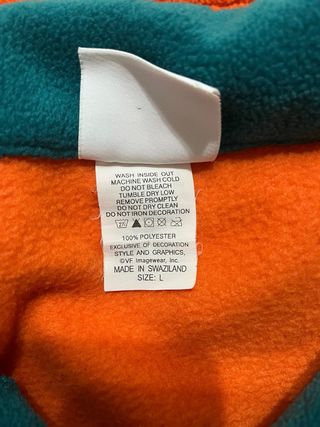 WASH INSIDE OUT
MACHINE WASH COLD
DO NOT BLEACH
TUMBLE DRY LOW
REMOVE PROMPTLY
DO NOT DRY CLEAN
DO NOT IRON DECORATION
100% POLYESTER
EXCLUSIVE OF DECORATION
STYLE AND GRAPHICS,
©VF Imagewear, Inc.
MADE IN SWAZILAND
SIZE: L